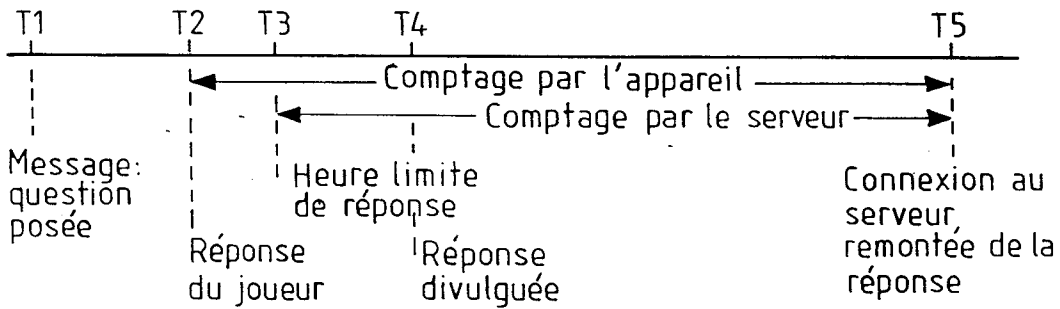 T1 T2 T3 T4 T5
Comptage par l'appareil
Comptage par le serveur
Message:
question
posée
Heure limite
de réponse
Réponse
du joueur
Réponse
divulguée
Connexion au
serveur
remontée de la
réponse